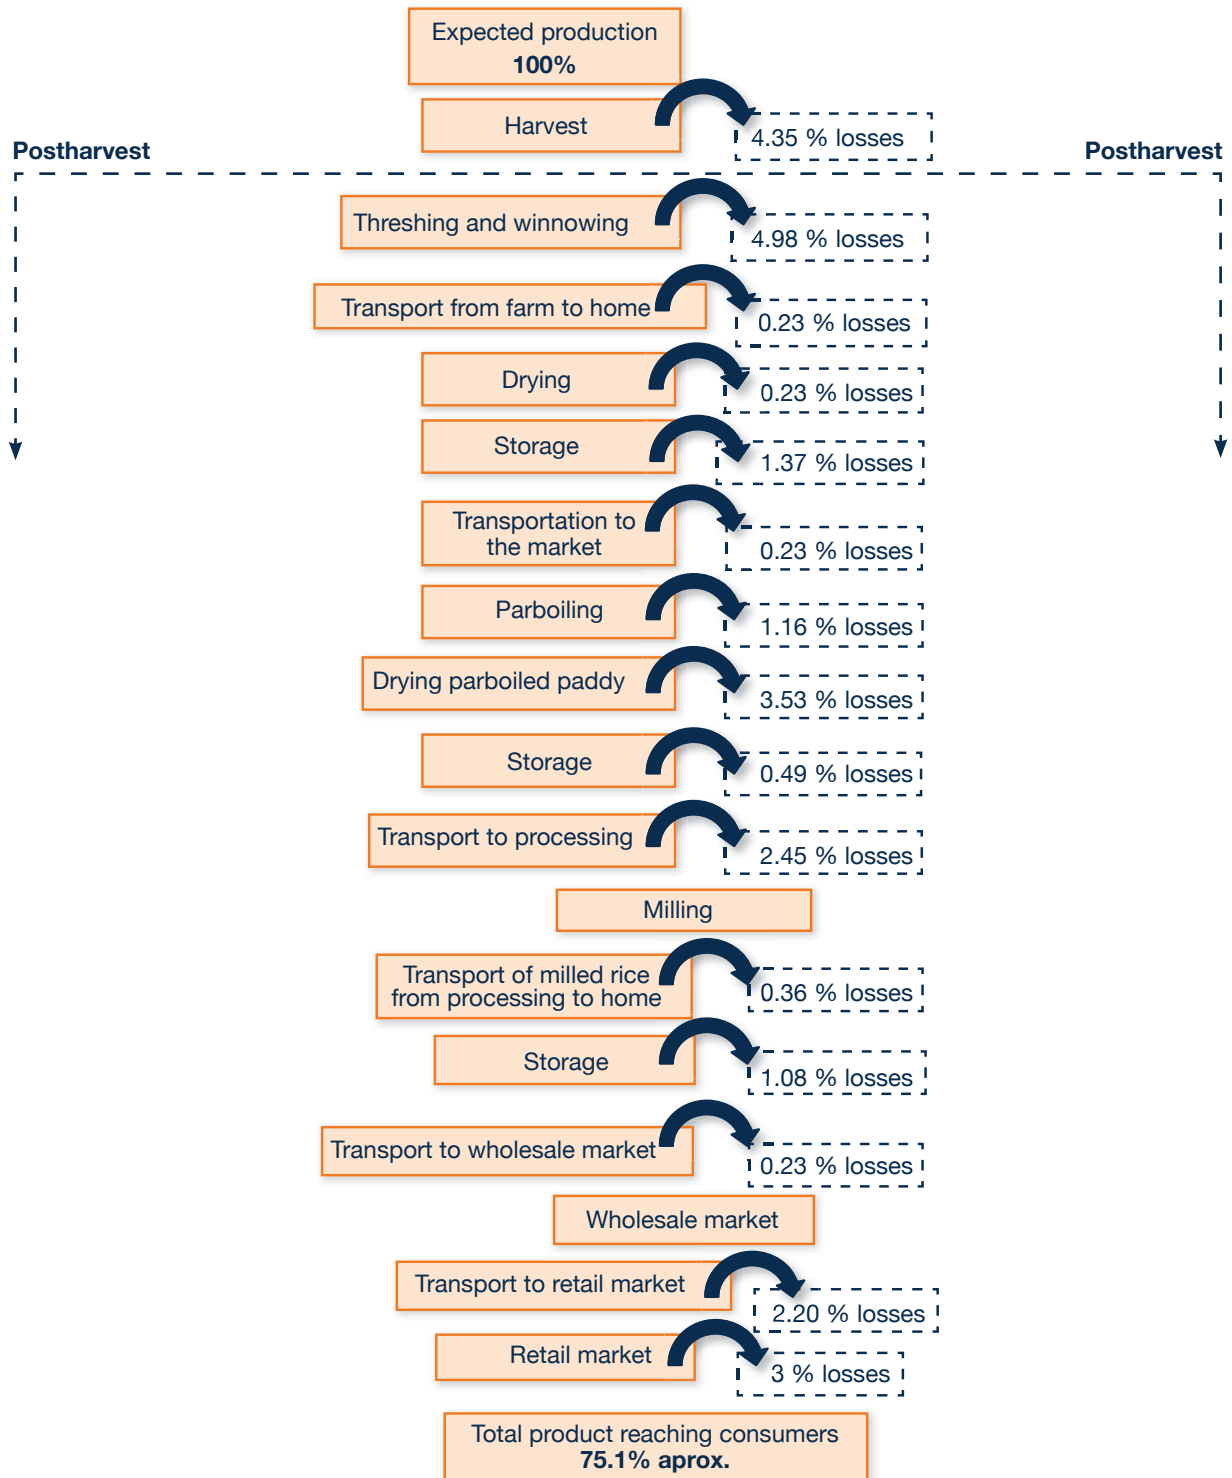 Expected production
100%
Harvest
4.35 % losses
Postharvest
Postharvest
Threshing and winnowing
4.98 % losses
Transport from farm to home
0.23 % losses
Drying
0.23 % losses
Storage
1.37 % losses
Transportation to
the market
0.23 % losses
Parboiling
1.16 % losses
Drying parboiled paddy
3.53 % losses
Storage
0.49 % losses
Transport to processing
2.45 % losses
Milling
Transport of milled rice
from processing to home
0.36 % losses
Storage
1.08 % losses
Transport to wholesale market
0.23 % losses
Wholesale market
Transport to retail market
2.20 % losses
Retail market
3 % losses
Total product reaching consumers
75.1% aprox.